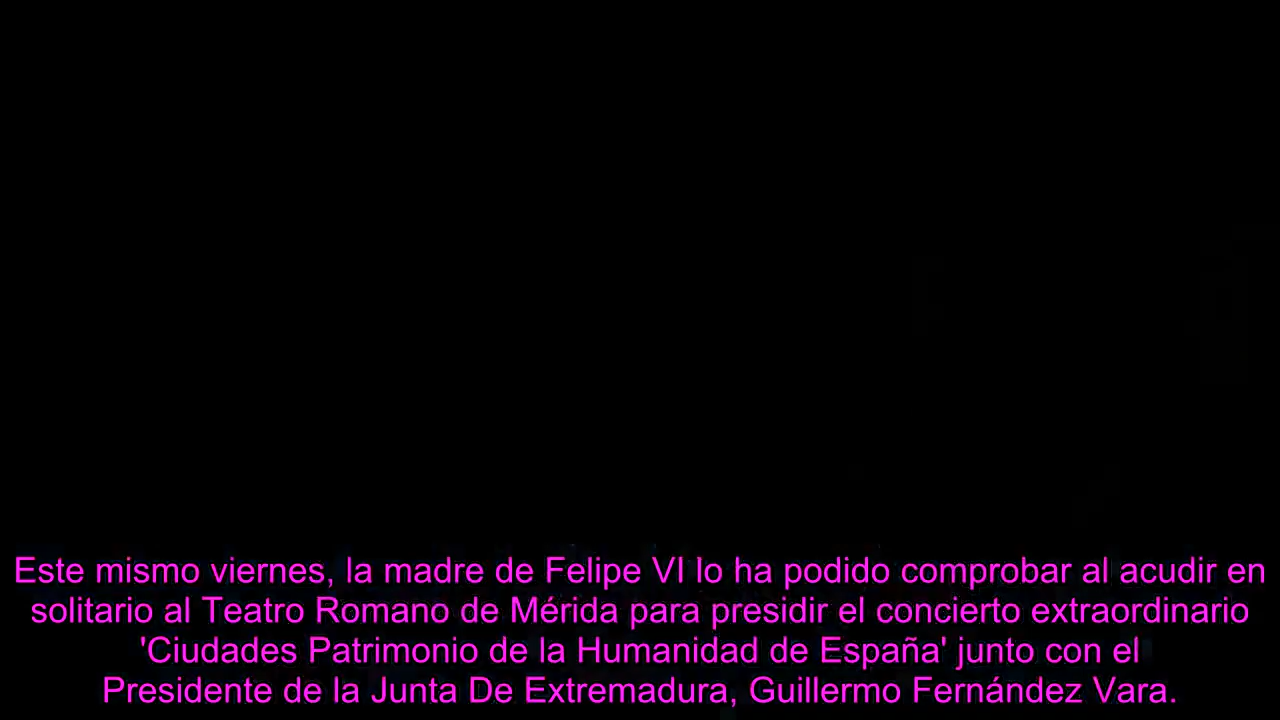 Este mismo viernes, la madre de Felipe VI lo ha podido comprobar al acudir en
solitario al Teatro Romano de Mérida para presidir el concierto extraordinario
'Ciudades Patrimonio de la Humanidad de España' junto con el
Presidente de la Junta De Extremadura, Guillermo Fernández Vara.